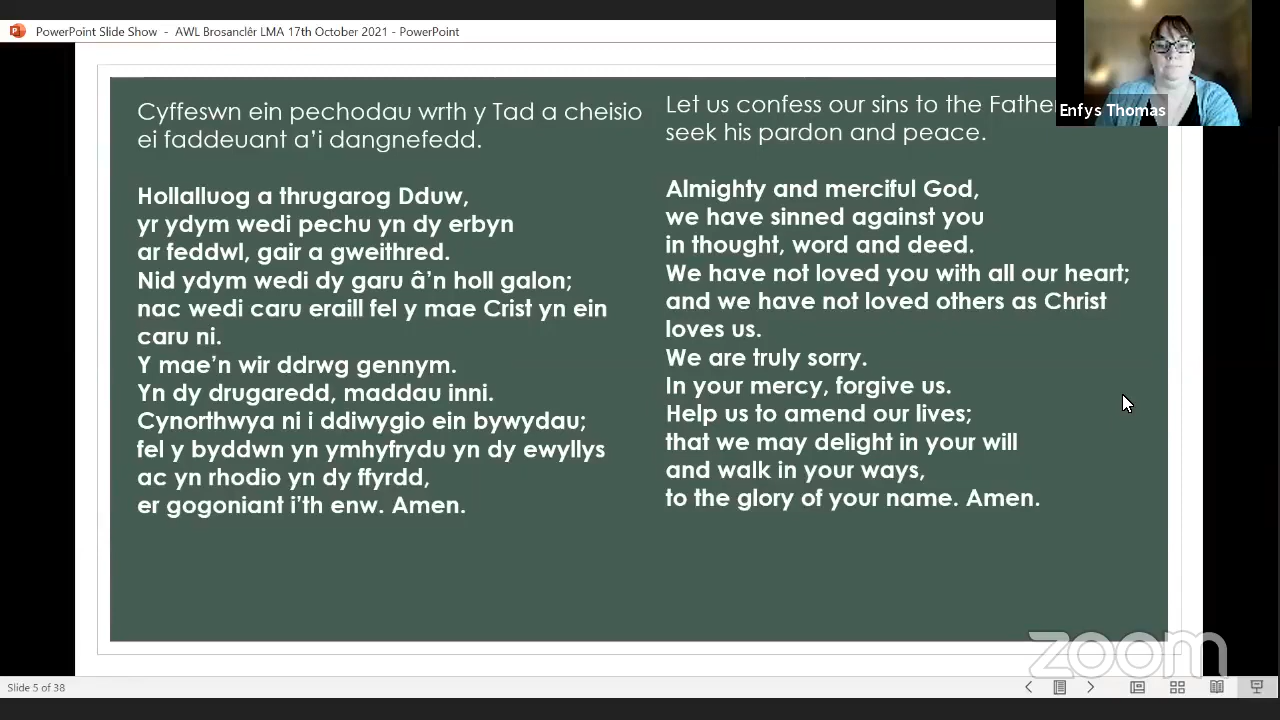 PowerPoint Slide Show - AWL Brosanclêr LMA 17th October 2021 - PowerPoint
Enfys Thomas
Cyffeswn ein pechodau wrth y Tad a cheisio
ei faddeuant a’i dangnefedd.
Hollalluog a thrugarog Dduw,
yr ydym wedi pechu yn dy erbyn
ar feddwl, gair a gweithred.
Nid ydym wedi dy garu â’n holl galon;
nac wedi caru eraill fel y mae Crist yn ein
caru ni.
Y mae’n wir ddrwg gennym.
Yn dy drugaredd, maddau inni.
Cynorthwya ni i ddiwygio ein bywydau;
fel y byddwn yn ymhyfrydu yn dy ewyllys
ac yn rhodio yn dy ffyrdd,
er gogoniant i’th enw. Amen.
Let us confess our sins to the
seek his pardon and peace.
Almighty and merciful God,
we have sinned against you
in thought, word and deed.
We have not loved you with all our heart;
and we have not loved others as Christ
loves us.
We are truly sorry.
In your mercy, forgive us.
Help us to amend our lives;
that we may delight in your will
and walk in your ways,
to the glory of your name. Amen.
zoom
Slide 5 of 38